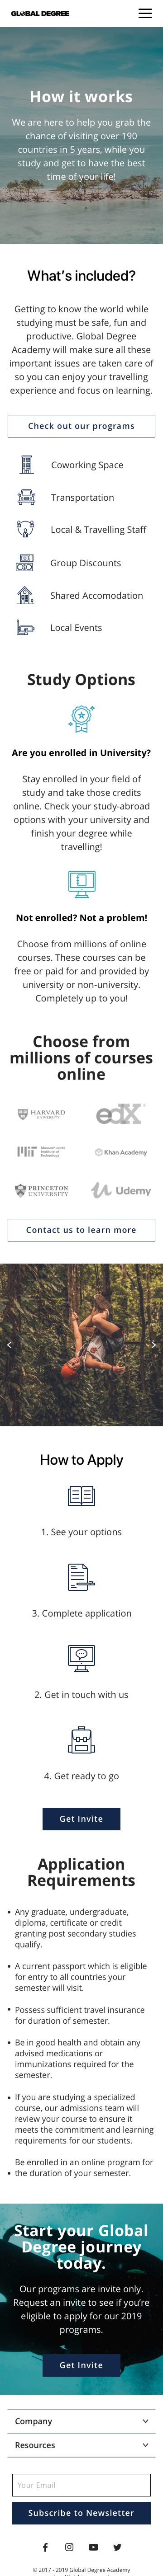 GLOBAL DEGREE
How it works
We are here to help you grab the
chance of visiting over 190
countries in 5 years, while you
study and get to have the best
time of your life!
What's included?
Getting to know the world while
studying must be safe, fun and
productive. Global Degree
Academy will make sure all these
important issues are taken care of
so you can enjoy your travelling
experience and focus on learning.
Check out our programs
Coworking Space
Transportation
Local & Travelling Staff
Group Discounts
Shared Accomodation
Local Events
Study Options
Are you enrolled in University?
Stay enrolled in your field of
study and take those credits
online. Check your study-abroad
options with your university and
finish your degree while
travelling!
Not enrolled? Not a problem!
Choose from millions of online
courses. These courses can be
free or paid for and provided by
university or non-university.
Completely up to you!
Choose from
millions of courses
online
HARVARD
UNIVERSITY
edX
MIT Massachusetts
Institute of
Technology
Khan Academy
PRINCETON
UNIVERSITY
Udemy
Contact us to learn more
How to Apply
1. See your options
3. Complete application
2. Get in touch with us
4. Get ready to go
Get Invite
Application
Requirements
• Any graduate, undergraduate,
diploma, certificate or credit
granting post secondary studies
qualify.
• A current passport which is eligible
for entry to all countries your
semester will visit.
• Possess sufficient travel insurance
for duration of semester.
• Be in good health and obtain any
advised medications or
immunizations required for the
semester.
• If you are studying a specialized
course, our admissions team will
review your course to ensure it
meets the commitment and learning
requirements for our students.
Be enrolled in an online program for
• the duration of your semester.
Start your Global
Degree journey
today.
Our programs are invite only.
Request an invite to see if you're
eligible to apply for our 2019
programs.
Get Invite
Company
Resources
Your Email
Subscribe to Newsletter
© 2017 - 2019 Global Degree Academy